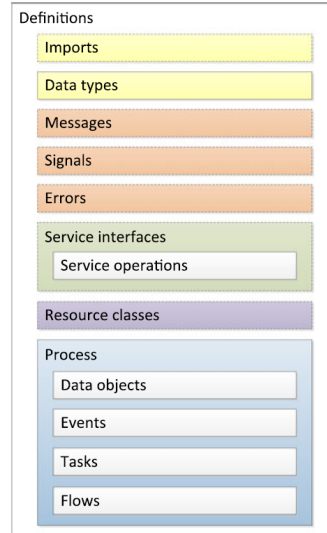 Definitions
Imports
Data types
Messages
Signals
Errors
Service interfaces
Service operations
Resource classes
Process
Data objects
Events
Tasks
Flows